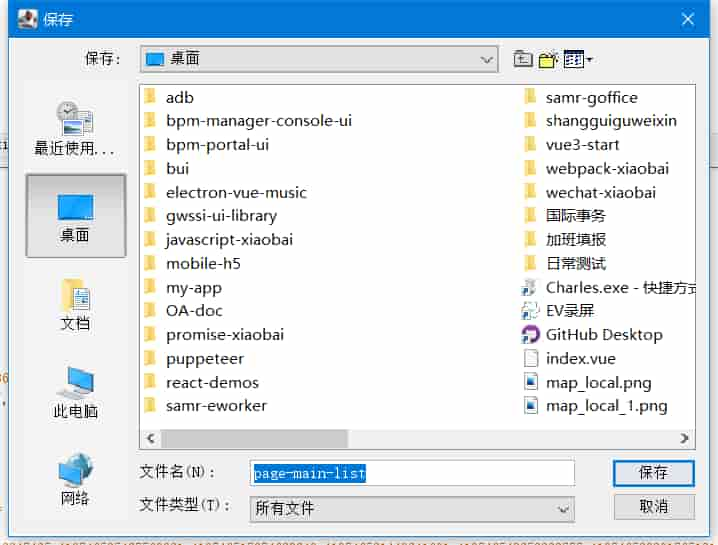 保存
保存： 桌面
最近使用...
桌面
文档
此电脑
网络
adb
bpm-manager-console-ui
bpm-portal-ui
bui
electron-vue-music
gwssi-ui-library
javascript-xiaobai
mobile-h5
my-app
OA-doc
promise-xiaobai
puppeteer
react-demos
samr-eworker
samr-goffice
shangguiguweixin
vue3-start
webpack-xiaobai
wechat-xiaobai
国际事务
加班填报
日常测试
Charles.exe - 快捷方式
EV录屏
GitHub Desktop
index.vue
map_local.png
map_local_1.png
文件名(N)： page-main-list 保存
文件类型(T)： 所有文件 取消